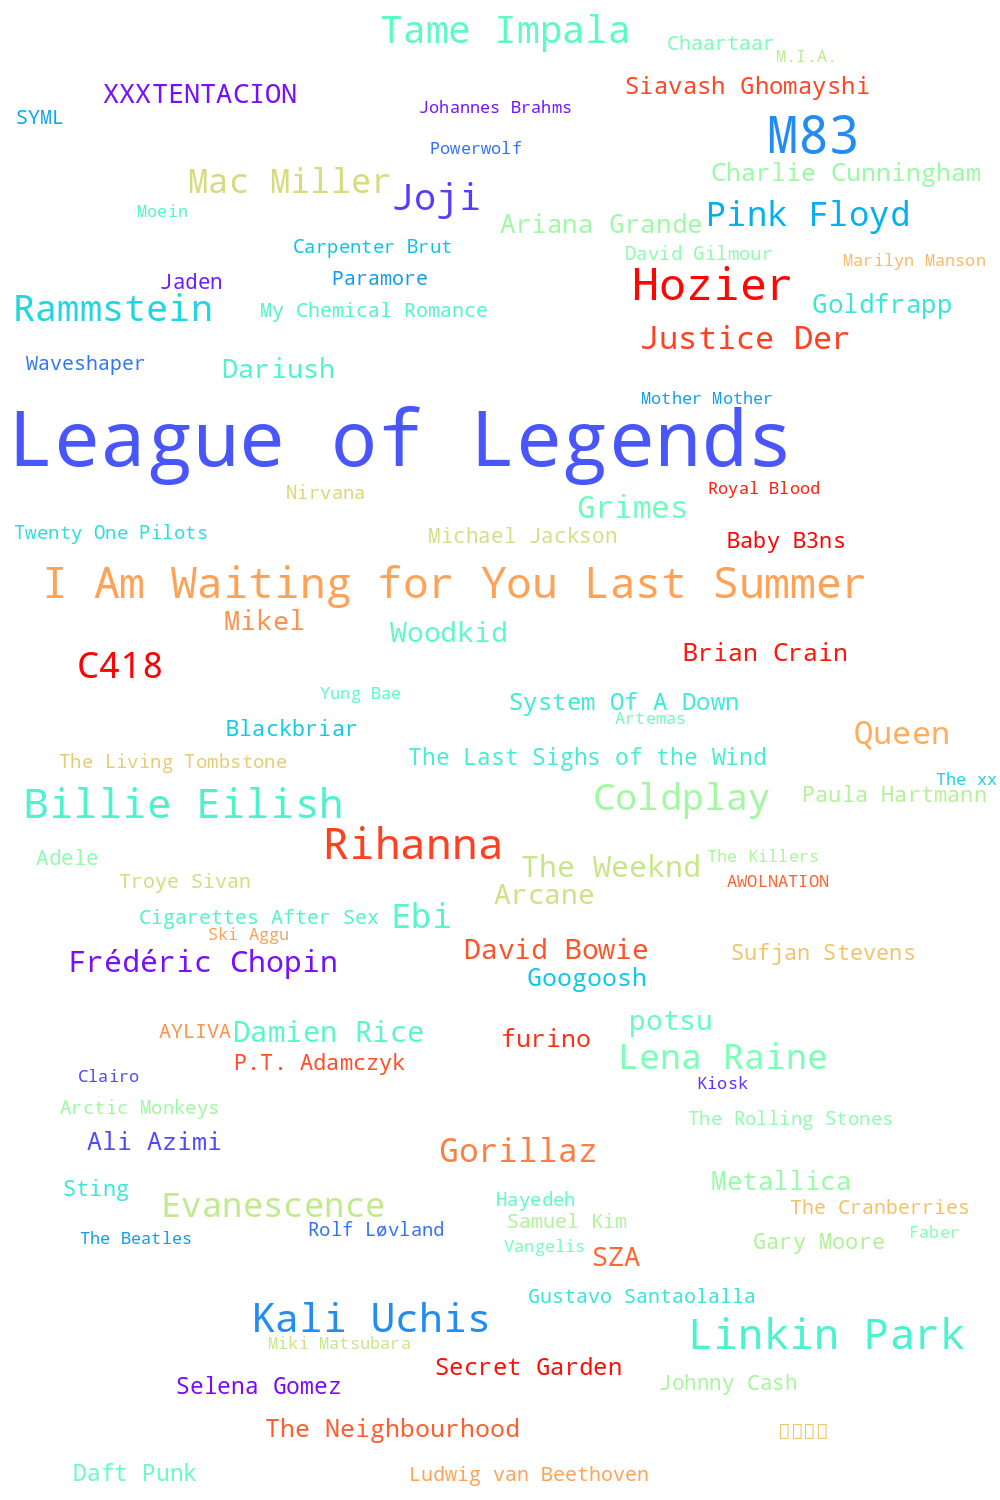 Tame Impala
Chaartaar
M.I.A.
Siavash Ghomayshi
XXXTENTACION
Johannes Brahms
SYML
M83
Powerwolf
Charlie Cunningham
Mac Miller
Joji
Moein
Pink Floyd
Ariana Grande
Carpenter Brut
David Gilmour
Marilyn Manson
Paramore
Jaden
Hozier
Rammstein
My Chemical Romance
Goldfrapp
Justice Der
Waveshaper
Dariush
Mother Mother
League of Legends
Nirvana
Royal Blood
Grimes
Twenty One Pilots
Michael Jackson
Baby B3ns
I Am Waiting for You Last Summer
Mikel
Woodkid
Brian Crain
C418
Yung Bae
System Of A Down
Artemas
Blackbriar
Queen
The Living Tombstone
The Last Sighs of the Wind
The xx
Billie Eilish
Coldplay
Paula Hartmann
Rihanna
Adele
The Weeknd
The Killers
Troye Sivan
AWOLNATION
Arcane
Cigarettes After Sex
Ebi
Ski Aggu
David Bowie
Sufjan Stevens
Frédéric Chopin
Googoosh
potsu
AYLIVA
Damien Rice
furino
P.T. Adamczyk
Lena Raine
Clairo
Kiosk
Arctic Monkeys
The Rolling Stones
Ali Azimi
Gorillaz
Sting
Metallica
Evanescence
Hayedeh
The Cranberries
Samuel Kim
Rolf Løvland
The Beatles
Faber
Vangelis
Gary Moore
SZA
Gustavo Santaolalla
Kali Uchis
Linkin Park
Miki Matsubara
Secret Garden
Selena Gomez
Johnny Cash
The Neighbourhood
Daft Punk
Ludwig van Beethoven